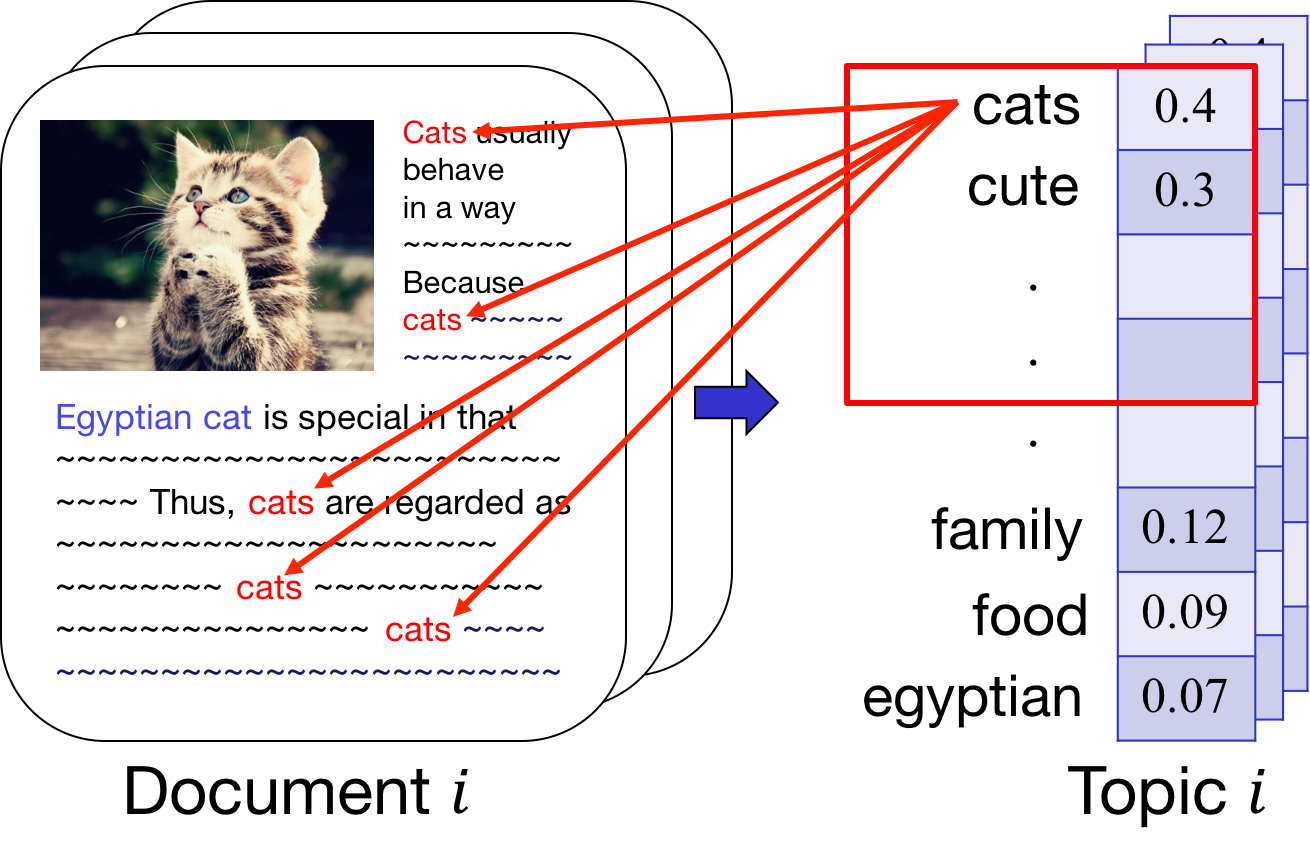 Cats usually
behave
in a way
~~~~~~~~~
Because
cats ~~~~~
~~~~~~~~~
Egyptian cat is special in that
~~~~~~~~~~~~~~~~~~~~~~~~
~~~~ Thus, cats are regarded as
~~~~~~~~~~~~~~~~~~~~~
~~~~~~~~ cats ~~~~~~~~~~~
~~~~~~~~~~~~~~~ cats ~~~~
~~~~~~~~~~~~~~~~~~~~~~~~
Document i
cats 0.4
cute 0.3
.
.
.
family 0.12
food 0.09
egyptian 0.07
Topic i